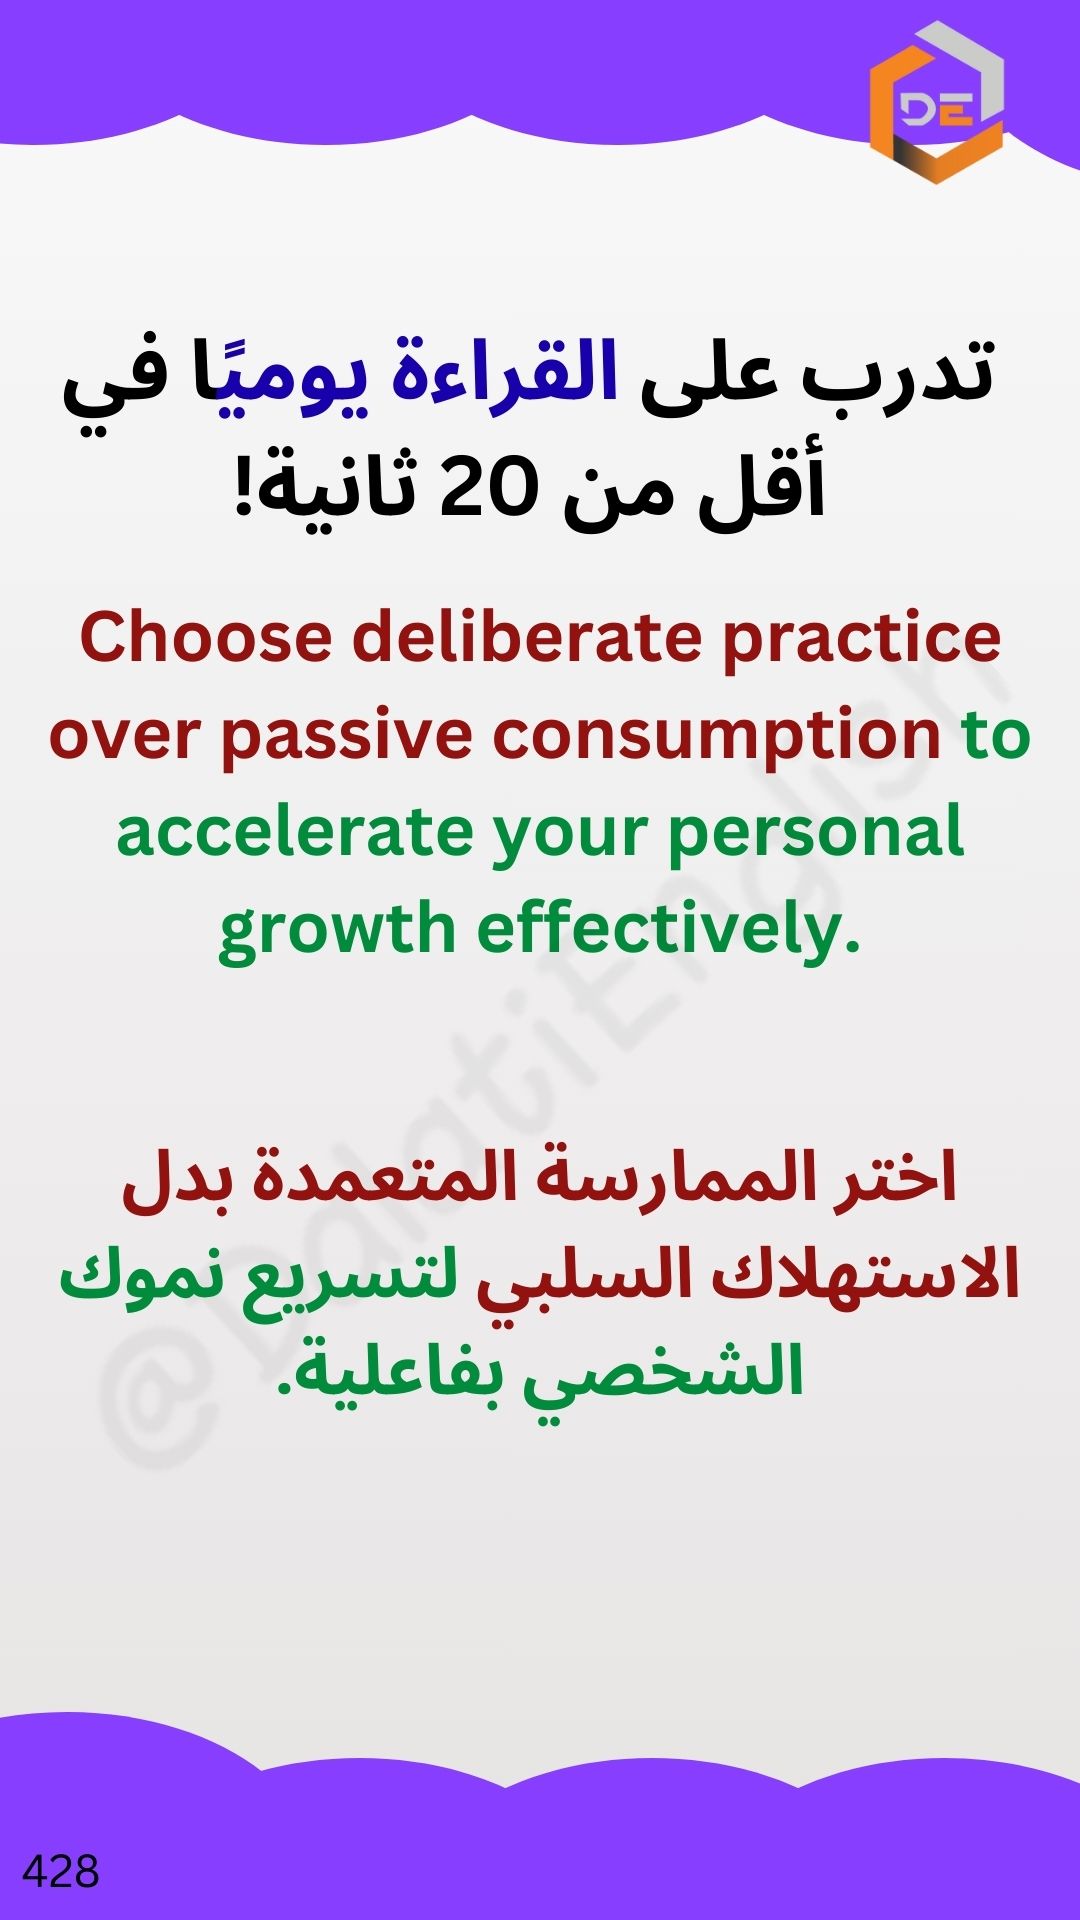 DE
تدرب على القراءة يوميًا في
أقل من 20 ثانية!
Choose deliberate practice
over passive consumption to
accelerate your personal
growth effectively.
@DalatiEnglish
اختر الممارسة المتعمدة بدل
الاستهلاك السلبي لتسريع نموك
الشخصي بفاعلية.
428